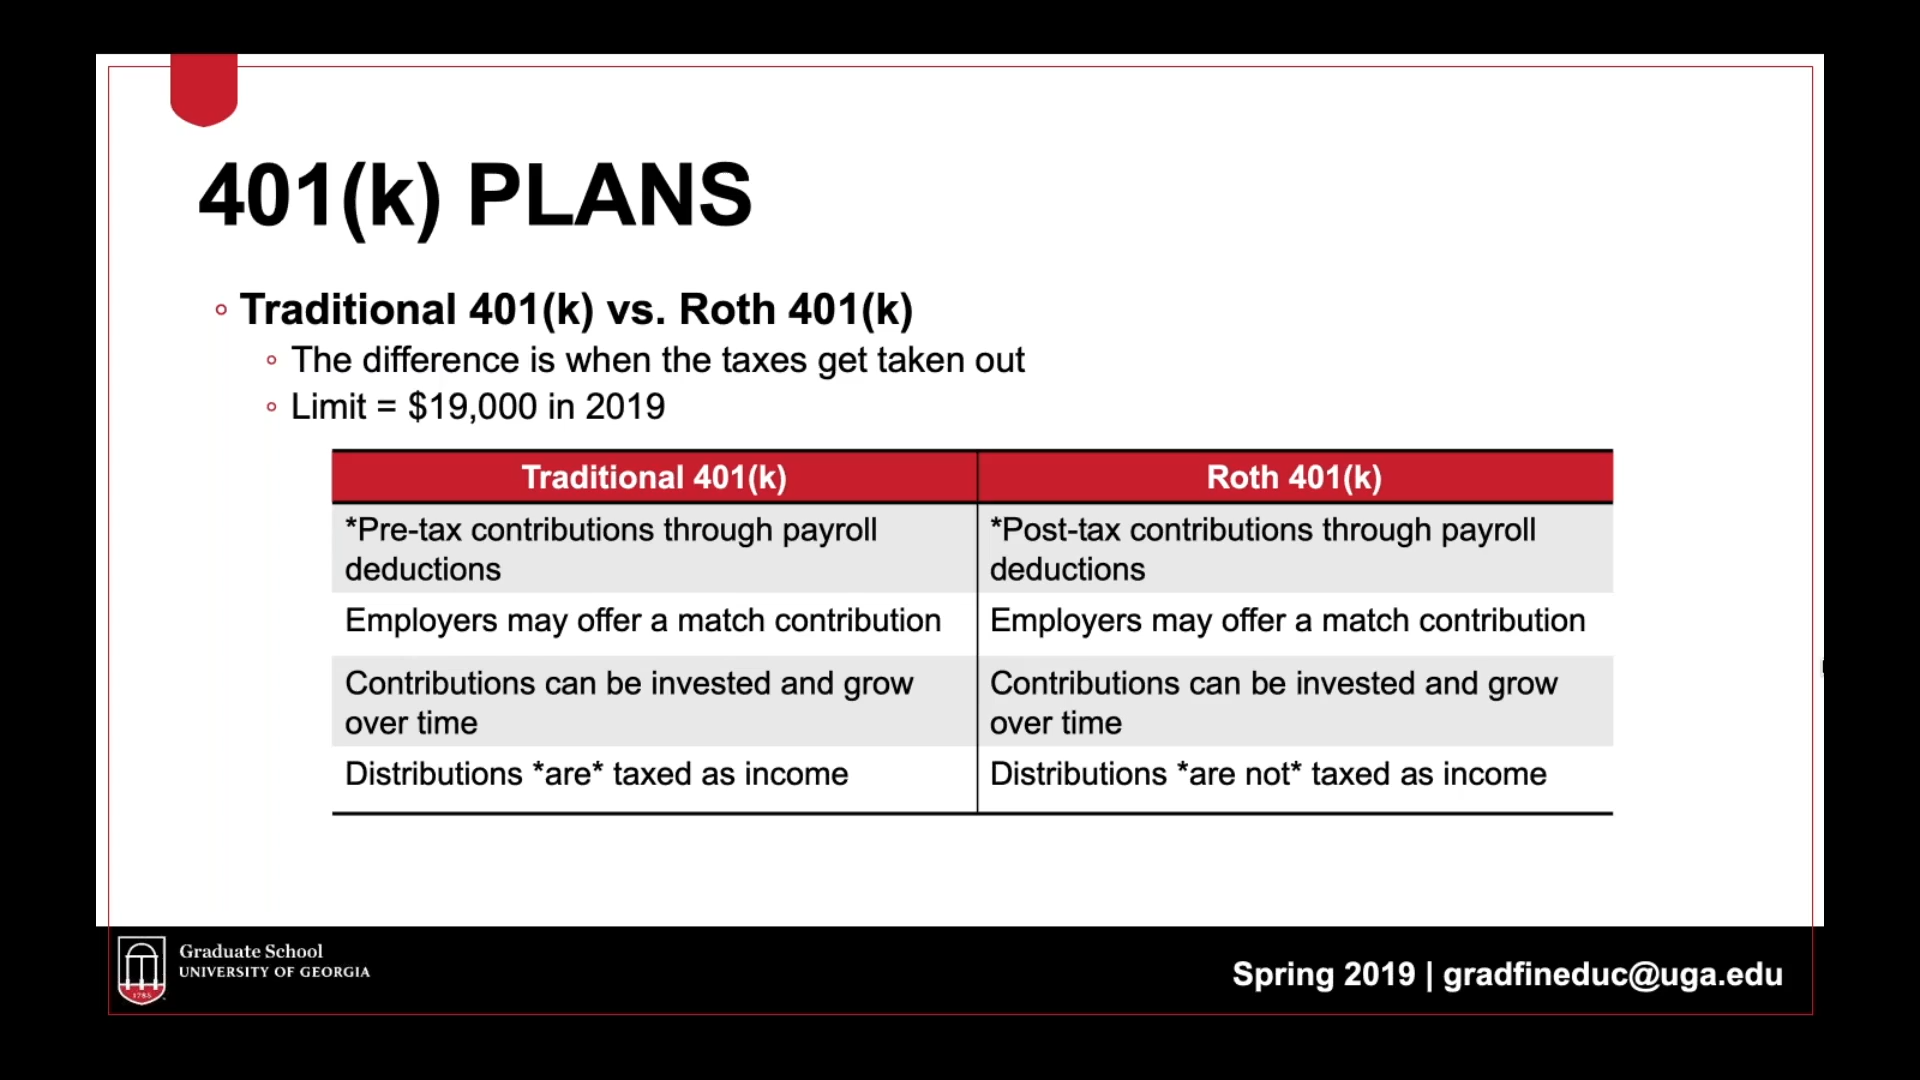 401(k) PLANS
Traditional 401(k) vs. Roth 401(k)
The difference is when the taxes get taken out
Limit = $19,000 in 2019
Traditional 401(k)
Roth 401(k)
*Pre-tax contributions through payroll
deductions
*Post-tax contributions through payroll
deductions
Employers may offer a match contribution
Employers may offer a match contribution
Contributions can be invested and grow
over time
Contributions can be invested and grow
over time
Distributions *are* taxed as income
Distributions *are not* taxed as income
1785
Graduate School
UNIVERSITY OF GEORGIA
Spring 2019 | gradfineduc@uga.edu